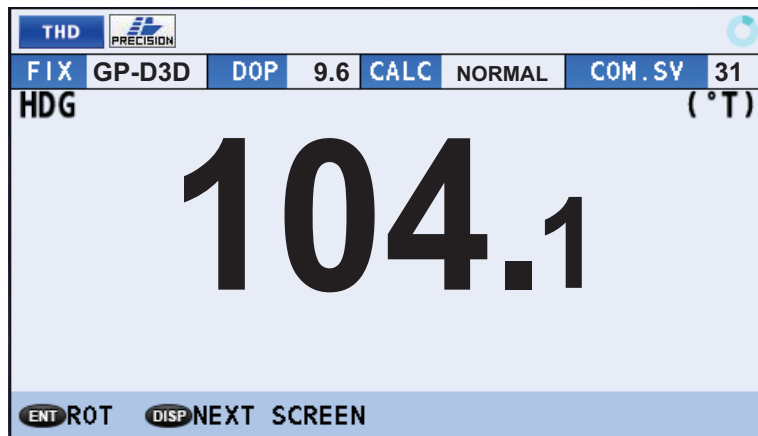 THD PRECISION
FIX GP-D3D DOP 9.6 CALC NORMAL COM.SV 31
HDG (°T)
104.1
ENT ROT DISP NEXT SCREEN